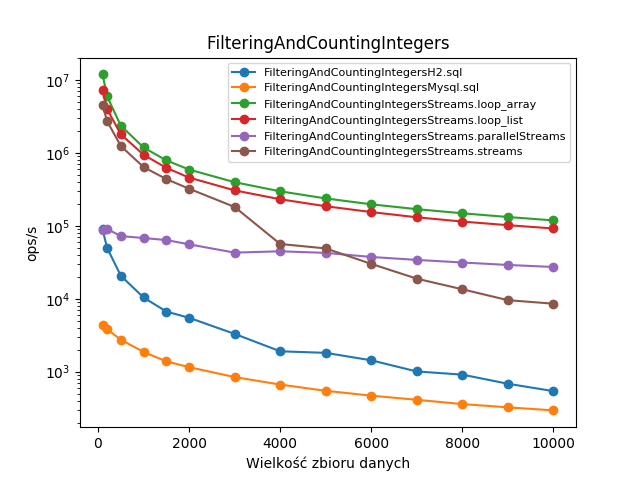 FilteringAndCountingIntegers
FilteringAndCountingIntegersH2.sql
FilteringAndCountingIntegersMysql.sql
FilteringAndCountingIntegersStreams.loop_array
FilteringAndCountingIntegersStreams.loop_list
FilteringAndCountingIntegersStreams.parallelStreams
FilteringAndCountingIntegersStreams.streams
ops/s
10⁷
10⁶
10⁵
10⁴
10³
0 2000 4000 6000 8000 10000
Wielkość zbioru danych